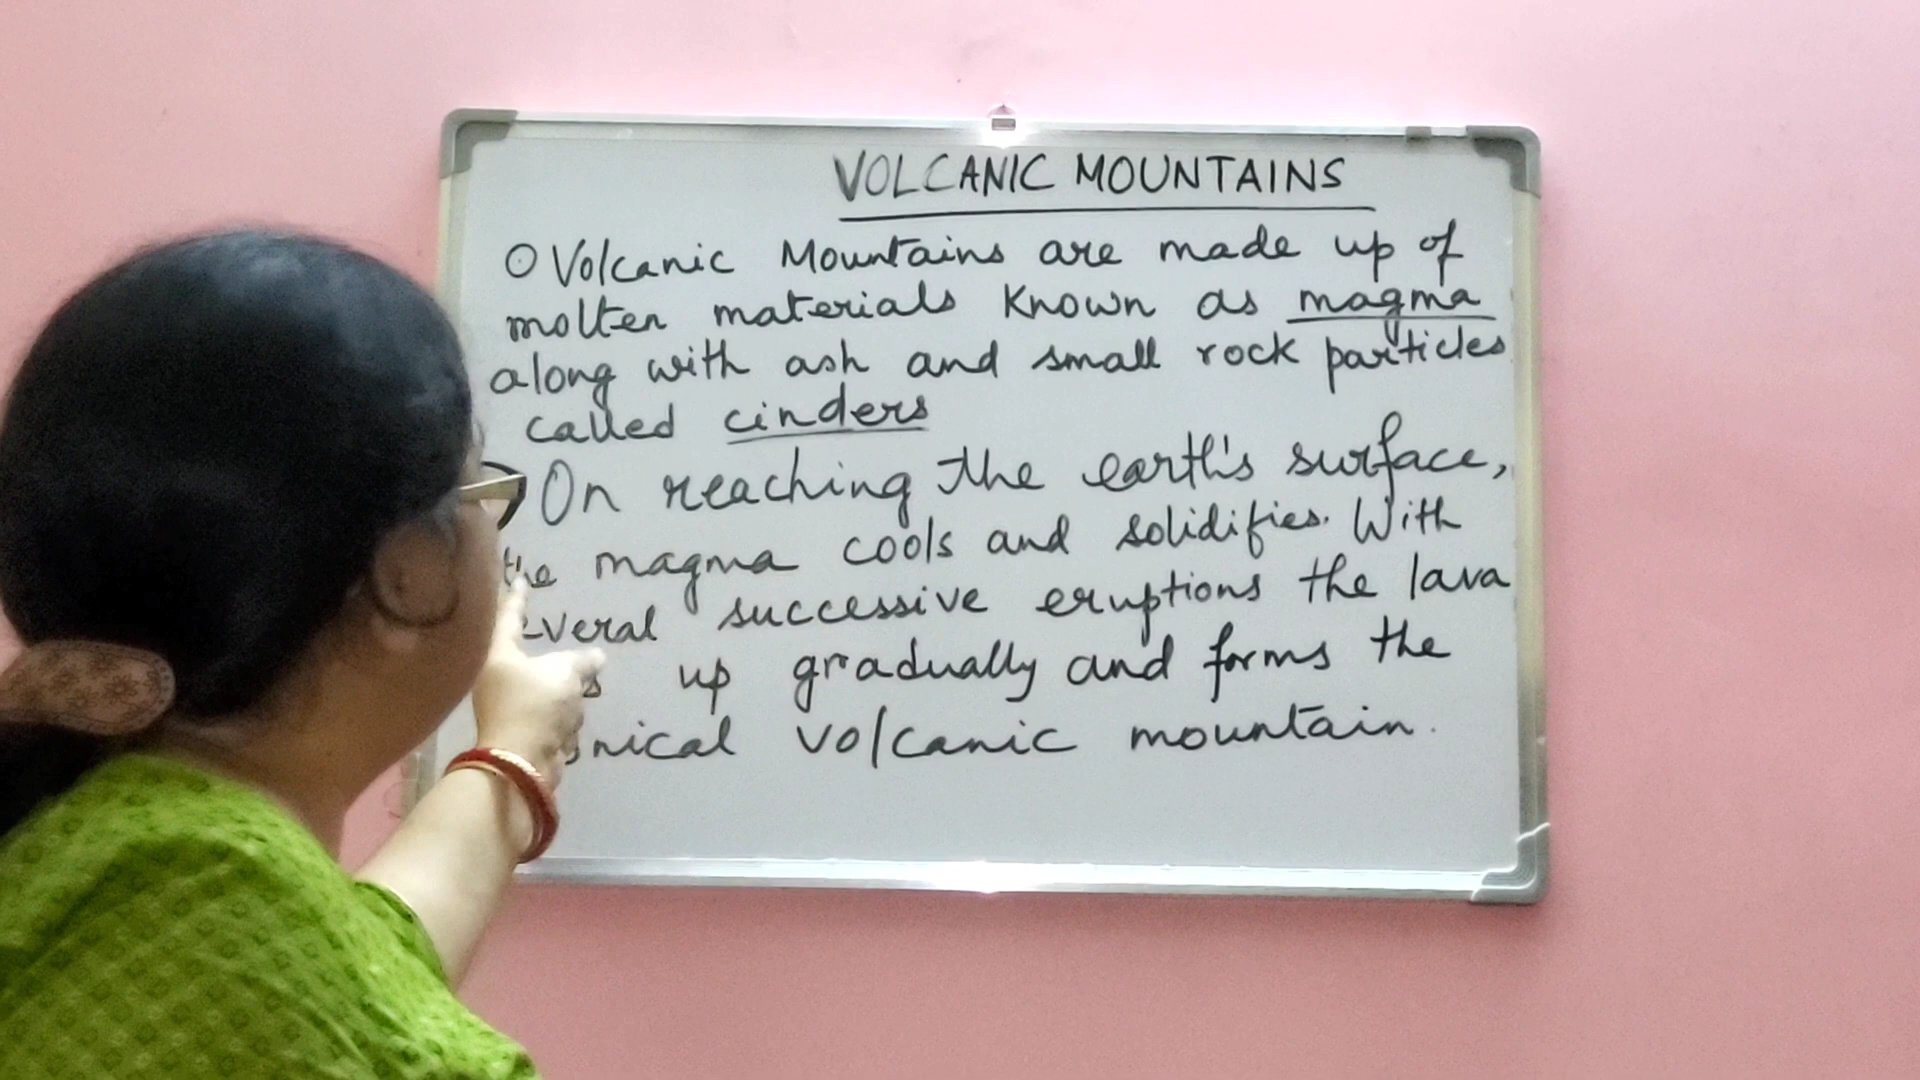 VOLCANIC MOUNTAINS
Volcanic Mountains are made up of
molten materials known as magma
along with ash and small rock particles
called cinders
On reaching the earth's surface,
the magma cools and solidifies. With
successive eruptions the lava
up gradually and forms the
volcanic mountain.